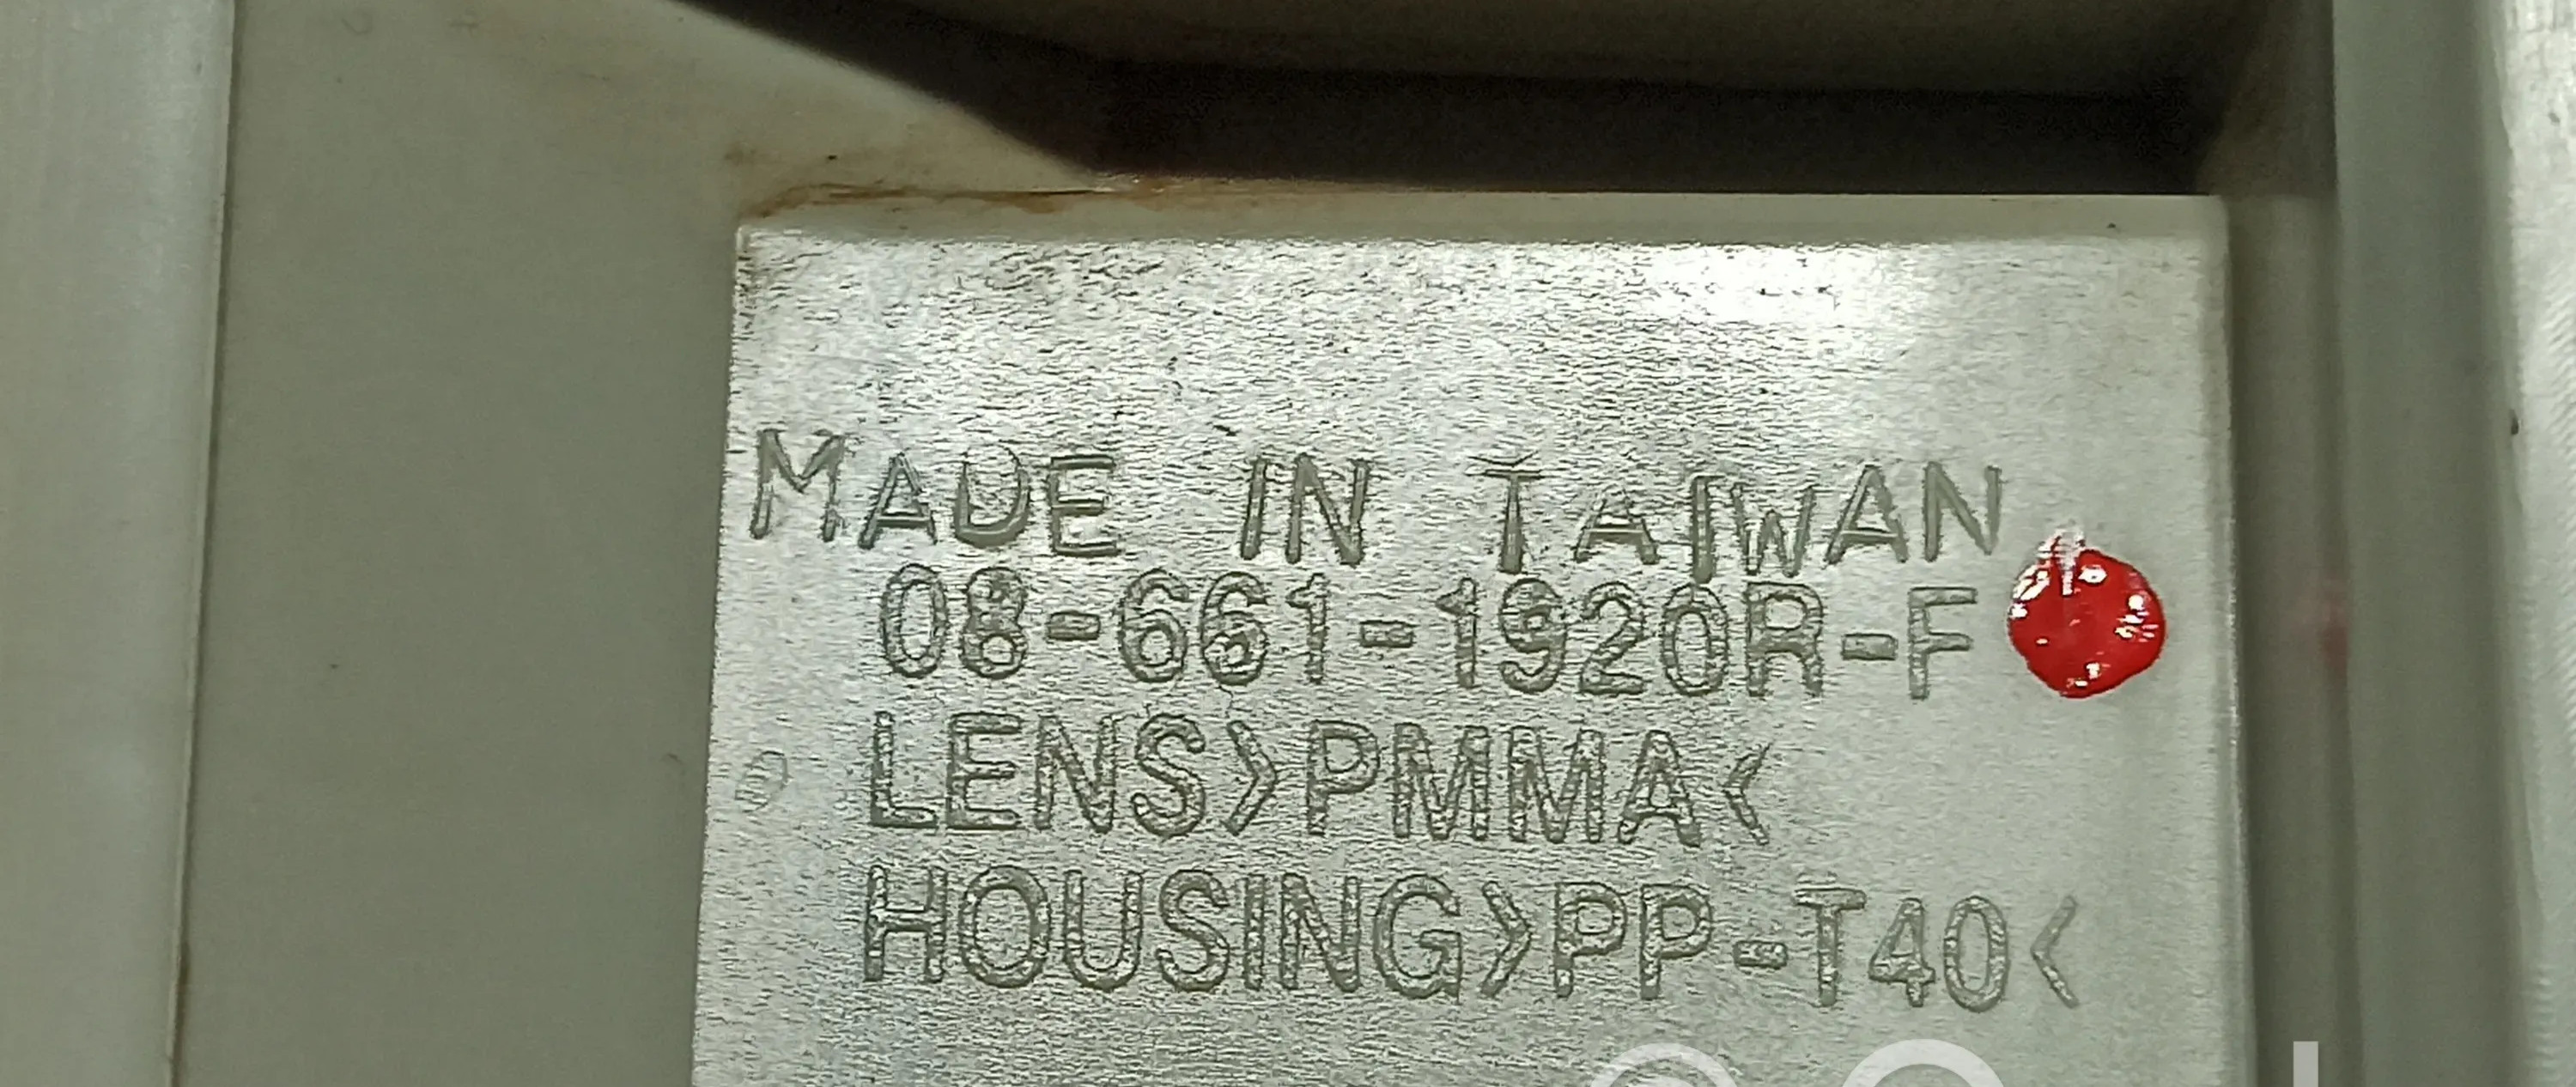 MADE IN TAIWAN
08-661-1920R-F
LENS>PMMA<
HOUSING>PP-T40<